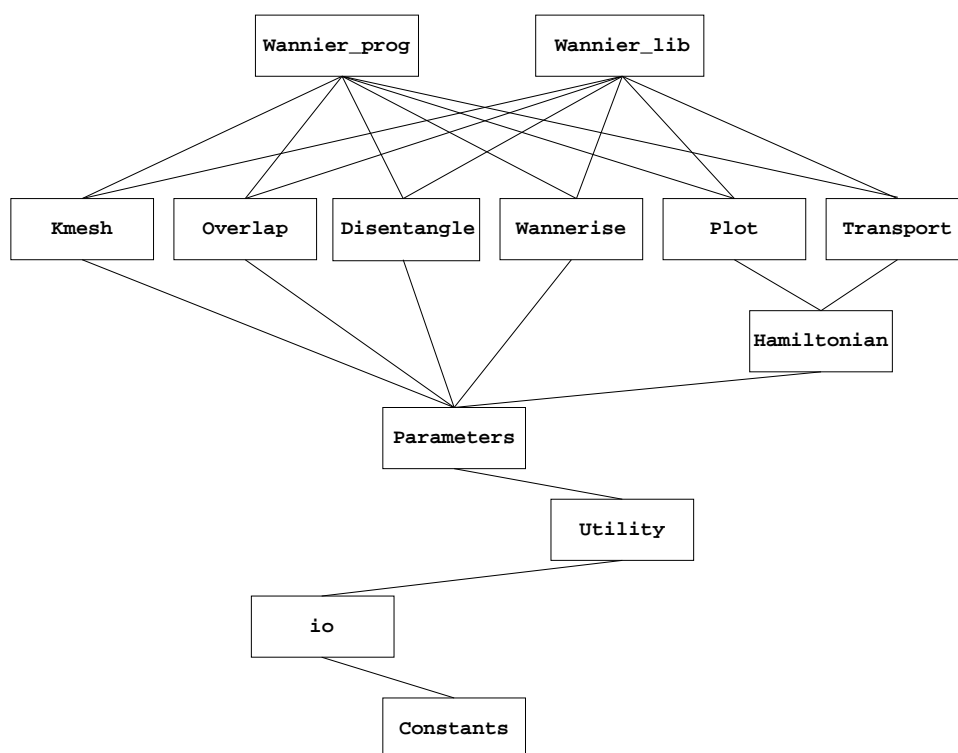 Wannier_prog
Wannier_lib
Kmesh
Overlap
Disentangle
Wannerise
Plot
Transport
Hamiltonian
Parameters
Utility
io
Constants